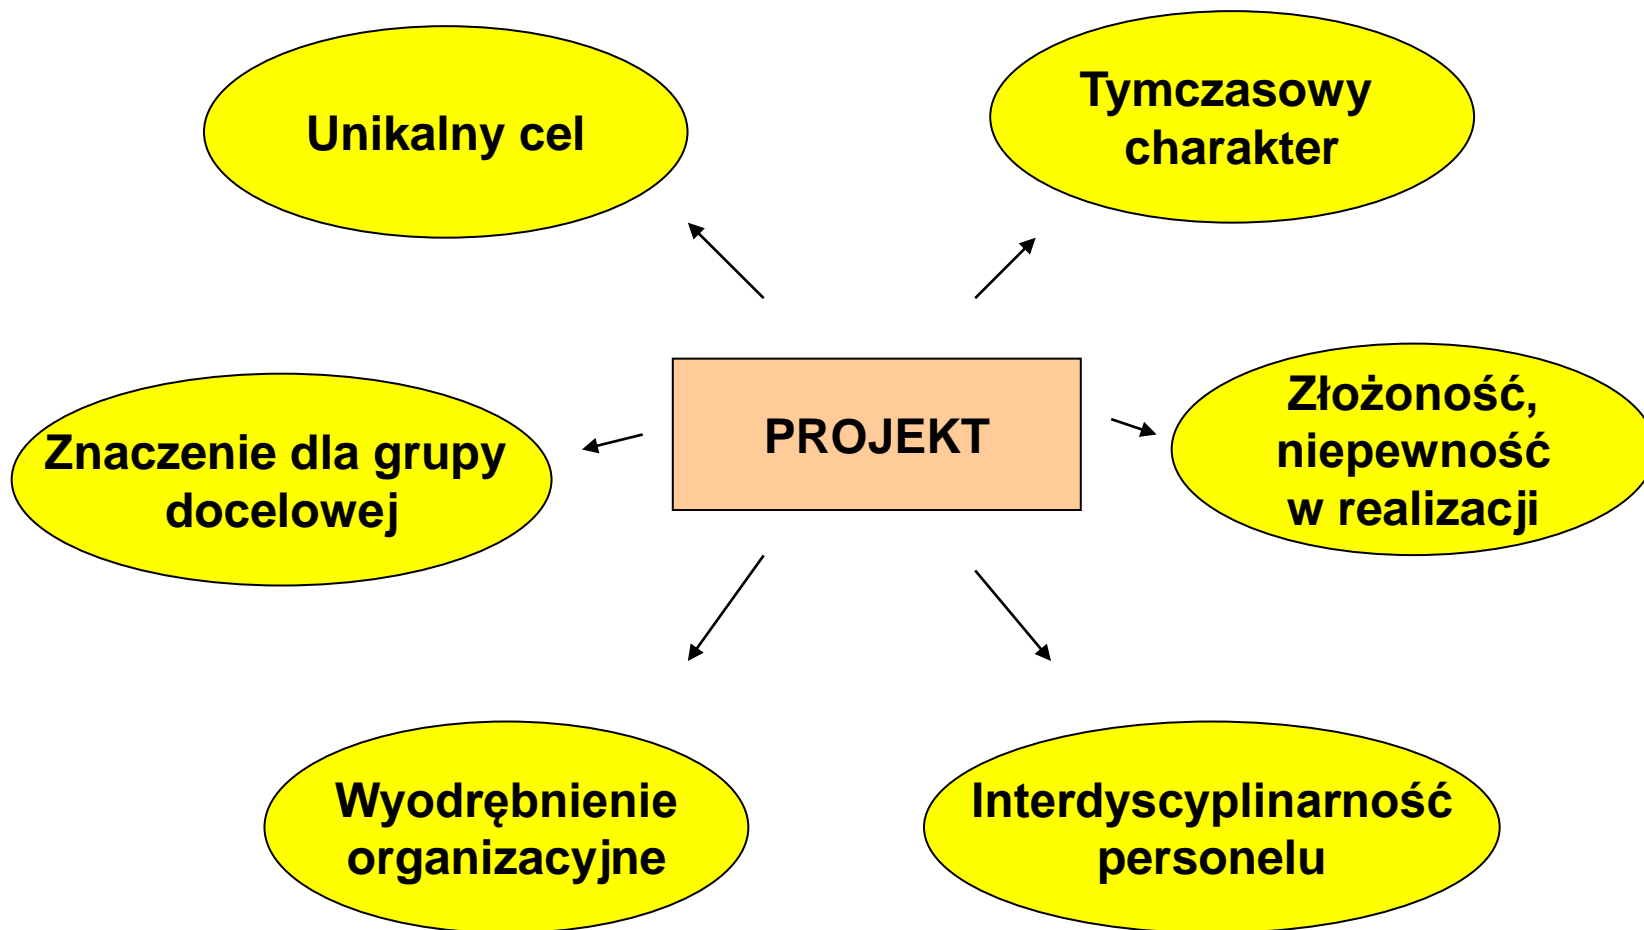 Unikalny cel
Tymczasowy
charakter
PROJEKT
Złożoność,
niepewność
w realizacji
Znaczenie dla grupy
docelowej
Wyodrębnienie
organizacyjne
Interdyscyplinarność
personelu